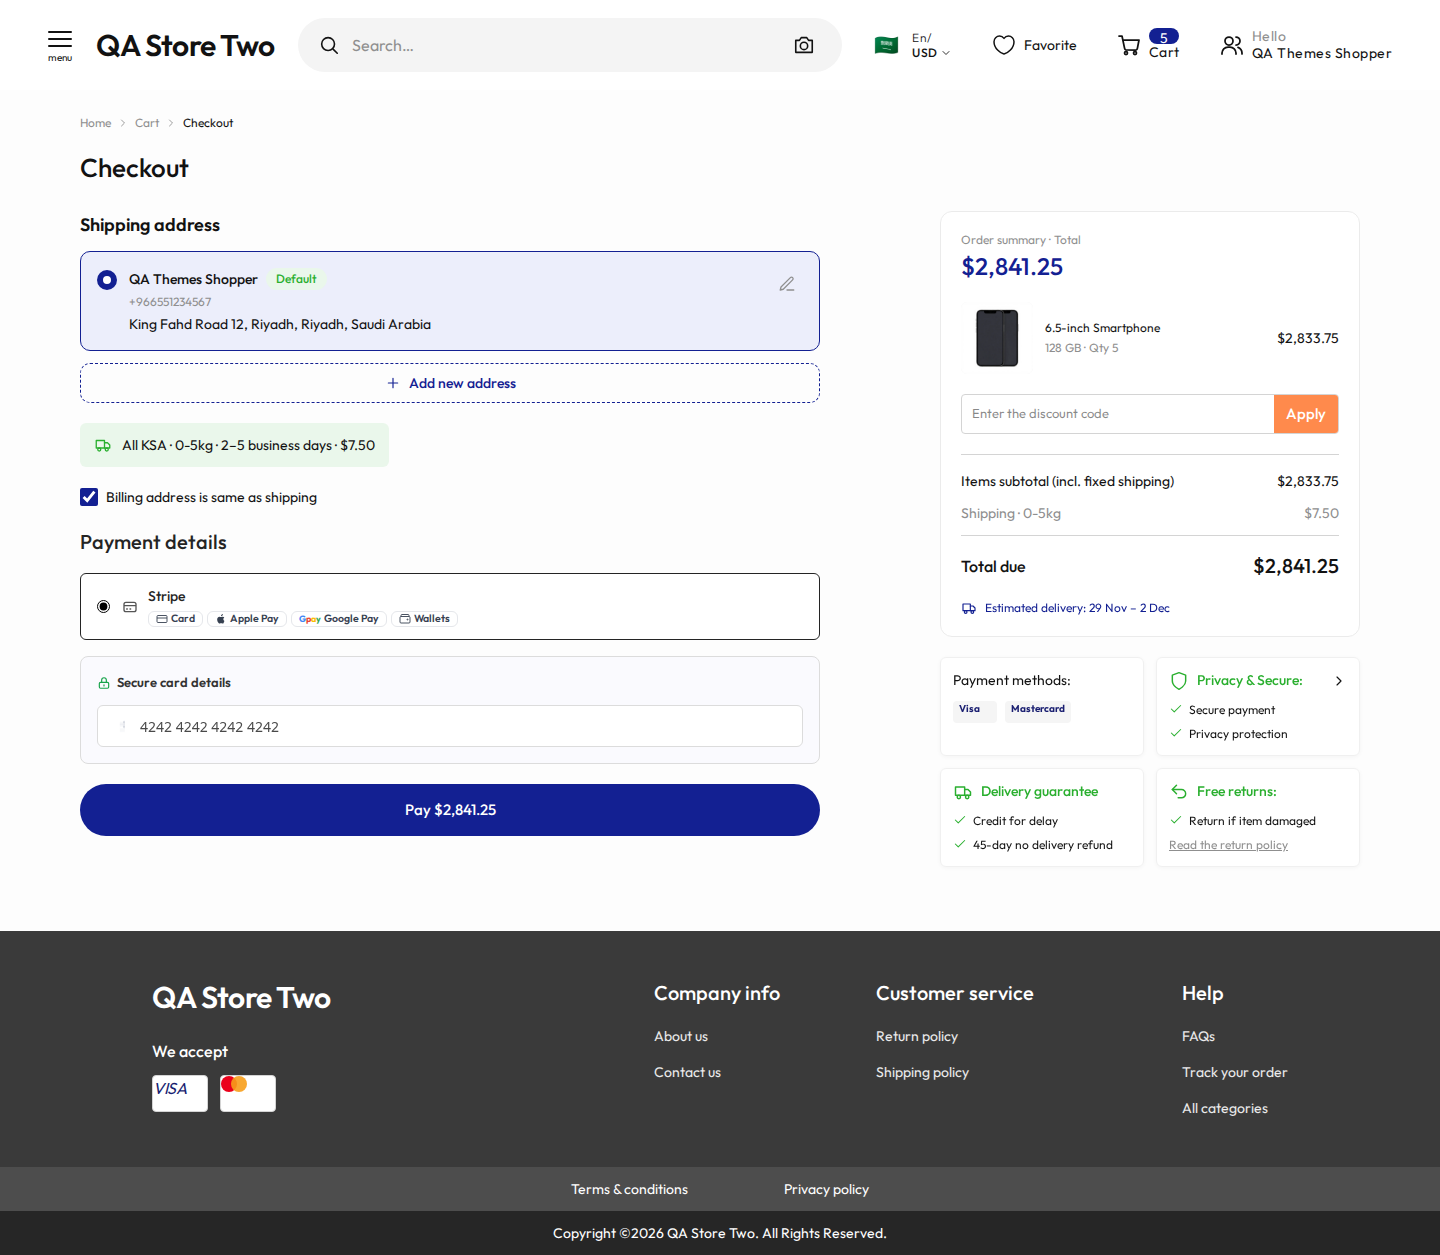 menu
QA Store Two
Search...
En/
USD
Favorite
5
Cart
Hello
QA Themes Shopper
Home
Cart
Checkout
Checkout
Shipping address
QA Themes Shopper
Default
+966551234567
King Fahd Road 12, Riyadh, Riyadh, Saudi Arabia
Add new address
All KSA · 0-5kg · 2–5 business days · $7.50
Billing address is same as shipping
Payment details
Stripe
Card
Apple Pay
G Pay Google Pay
Wallets
Secure card details
4242 4242 4242 4242
Pay $2,841.25
Order summary · Total
$2,841.25
6.5-inch Smartphone
128 GB · Qty 5
$2,833.75
Enter the discount code
Apply
Items subtotal (incl. fixed shipping)
$2,833.75
Shipping · 0-5kg
$7.50
Total due
$2,841.25
Estimated delivery: 29 Nov – 2 Dec
Payment methods:
Visa
Mastercard
Privacy & Secure:
Secure payment
Privacy protection
Delivery guarantee
Credit for delay
45-day no delivery refund
Free returns:
Return if item damaged
Read the return policy
QA Store Two
We accept
VISA
Company info
About us
Contact us
Customer service
Return policy
Shipping policy
Help
FAQs
Track your order
All categories
Terms & conditions
Privacy policy
Copyright ©2026 QA Store Two. All Rights Reserved.